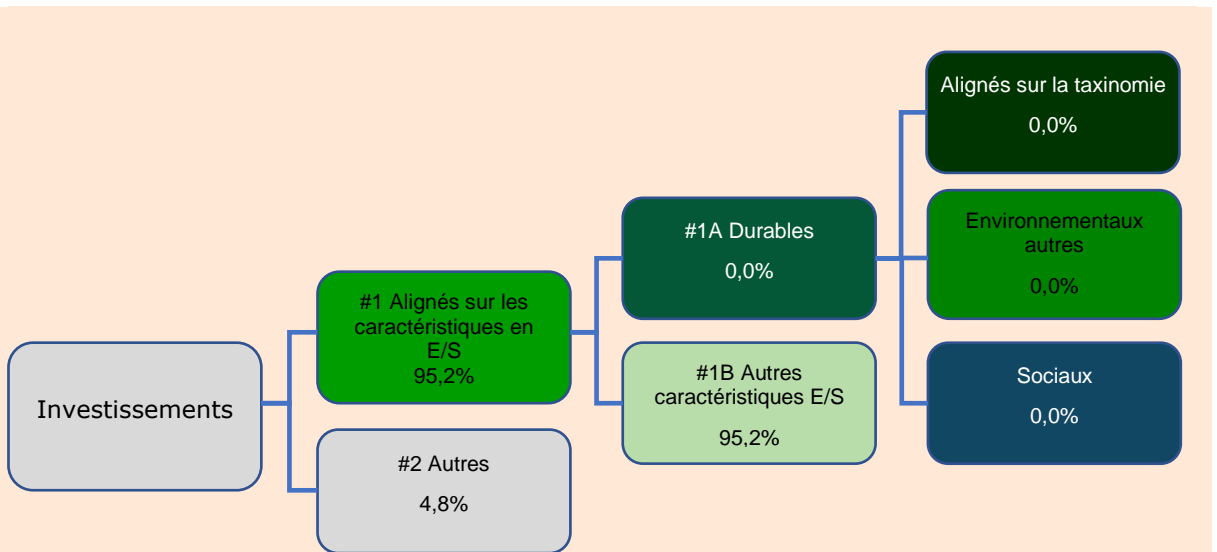 Investissements
#1 Alignés sur les
caractéristiques en
E/S
95,2%
#2 Autres
4,8%
#1A Durables
0,0%
#1B Autres
caractéristiques E/S
95,2%
Alignés sur la taxinomie
0,0%
Environnementaux
autres
0,0%
Sociaux
0,0%